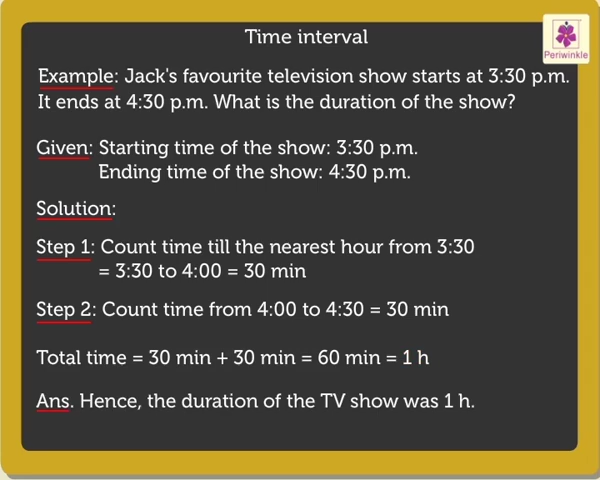 Time interval
Periwinkle
Example: Jack's favourite television show starts at 3:30 p.m.
It ends at 4:30 p.m. What is the duration of the show?
Given: Starting time of the show: 3:30 p.m.
Ending time of the show: 4:30 p.m.
Solution:
Step 1: Count time till the nearest hour from 3:30
= 3:30 to 4:00 = 30 min
Step 2: Count time from 4:00 to 4:30 = 30 min
Total time = 30 min + 30 min = 60 min = 1 h
Ans. Hence, the duration of the TV show was 1 h.